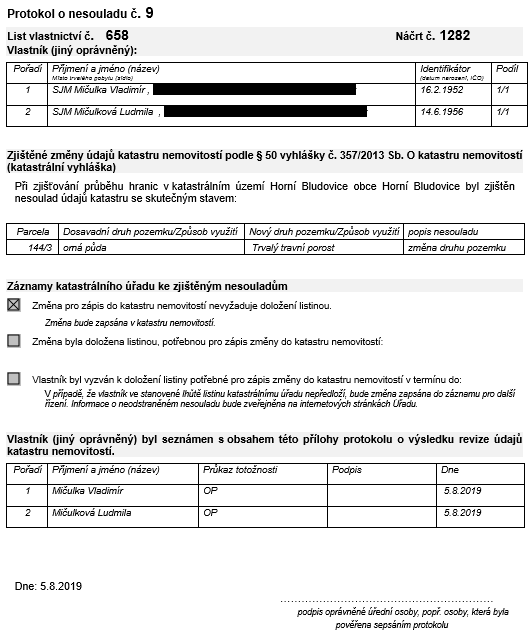 Protokol o nesouladu č. 9
List vlastnictví č. 658 Náčrt č. 1282
Vlastník (jiný oprávněný):
Pořadí Příjmení a jméno (název) Identifikátor Podíl
Místo trvalého pobytu (sídlo) (datum narození, IČO)
1 SJM Mičulka Vladimír , 16.2.1952 1/1
2 SJM Mičulková Ludmila , 14.6.1956 1/1
Zjištěné změny údajů katastru nemovitostí podle § 50 vyhlášky č. 357/2013 Sb. O katastru nemovitostí
(katastrální vyhláška)
Při zjišťování průběhu hranic v katastrálním území Horní Bludovice obce Horní Bludovice byl zjištěn
nesoulad údajů katastru se skutečným stavem:
Parcela Dosavadní druh pozemku/Způsob využití Nový druh pozemku/Způsob využití popis nesouladu
144/3 orná půda Trvalý travní porost změna druhu pozemku
Záznamy katastrálního úřadu ke zjištěným nesouladům
Změna pro zápis do katastru nemovitostí nevyžaduje doložení listinou.
Změna bude zapsána v katastru nemovitostí.
Změna byla doložena listinou, potřebnou pro zápis změny do katastru nemovitostí:
Vlastník byl vyzván k doložení listiny potřebné pro zápis změny do katastru nemovitostí v termínu do:
V případě, že vlastník ve stanovené lhůtě listinu katastrálnímu úřadu nepředloží, bude změna zapsána do záznamu pro další
řízení. Informace o neodstraněném nesouladu bude zveřejněna na internetových stránkách Úřadu.
Vlastník (jiný oprávněný) byl seznámen s obsahem této přílohy protokolu o výsledku revize údajů
katastru nemovitostí.
Pořadí Příjmení a jméno (název) Průkaz totožnosti Podpis Dne
1 Mičulka Vladimír OP 5.8.2019
2 Mičulková Ludmila OP 5.8.2019
Dne: 5.8.2019
podpis oprávněné úřední osoby, popř. osoby, která byla
pověřena sepsáním protokolu